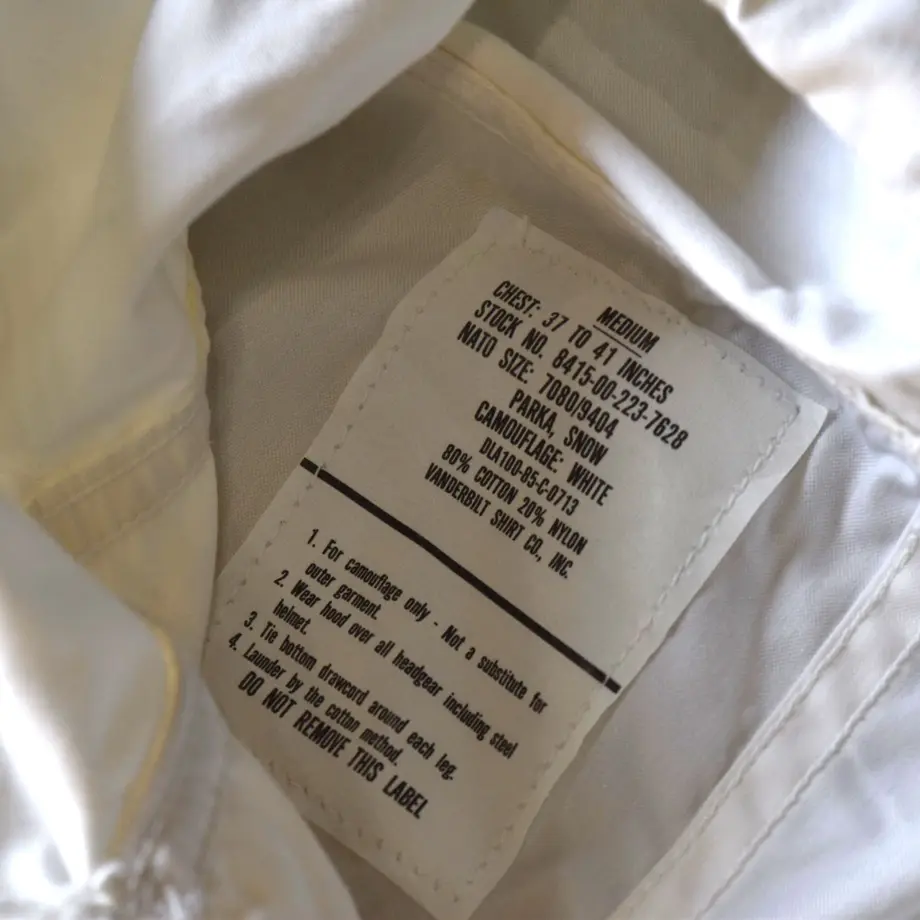 MEDIUM
CHEST: 37 TO 41 INCHES
STOCK NO. 8415-00-223-7628
NATO SIZE: 7080/9404
PARKA, SNOW
CAMOUFLAGE: WHITE
DLA100-85-C-0713
80% COTTON 20% NYLON
VANDERBILT SHIRT CO., INC.
1. For camouflage only - Not a substitute for
outer garment.
2. Wear hood over all headgear including steel
helmet.
3. Tie bottom drawcord around each leg.
4. Launder by the cotton method.
DO NOT REMOVE THIS LABEL